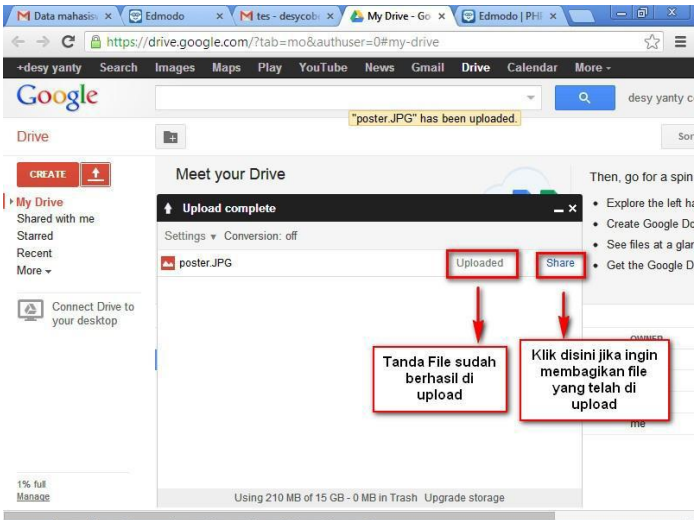 Data mahasis
Edmodo
tes - desycob
My Drive - Go
Edmodo | PHI
https://drive.google.com/?tab=mo&authuser=0#my-drive
+desy yanty Search Images Maps Play YouTube News Gmail Drive Calendar More
Google
desy yanty c
"poster.JPG" has been uploaded.
Drive
Sor
CREATE
Meet your Drive
Then, go for a spin
My Drive
Shared with me
Starred
Recent
More
Upload complete
Explore the left ha
Create Google Do
See files at a glan
Get the Google D
Settings Conversion: off
poster.JPG Uploaded Share
Connect Drive to
your desktop
OWNER
Tanda File sudah
berhasil di
upload
Klik disini jika ingin
membagikan file
yang telah di
upload
me
1% full
Manage
Using 210 MB of 15 GB - 0 MB in Trash Upgrade storage